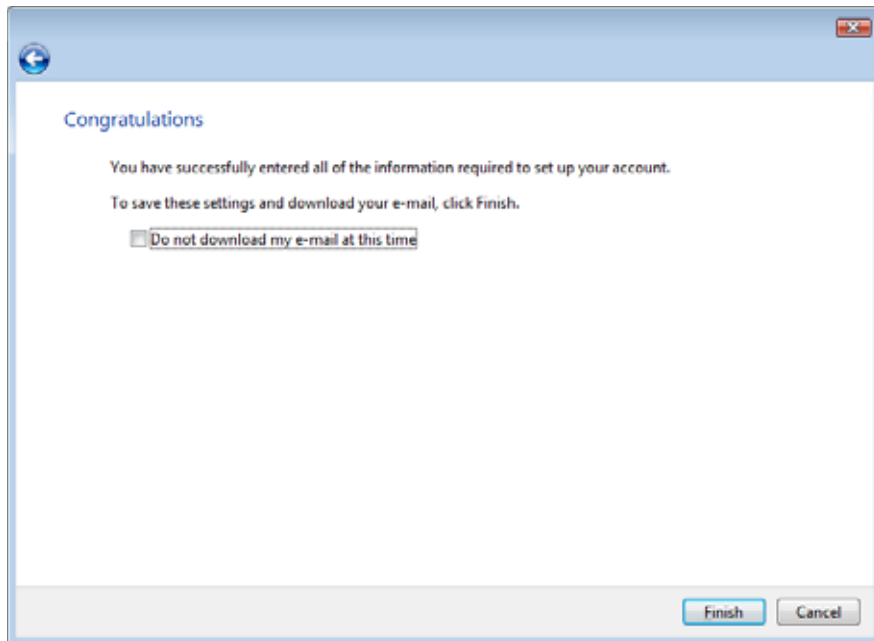 Congratulations
You have successfully entered all of the information required to set up your account.
To save these settings and download your e-mail, click Finish.
Do not download my e-mail at this time
Finish
Cancel